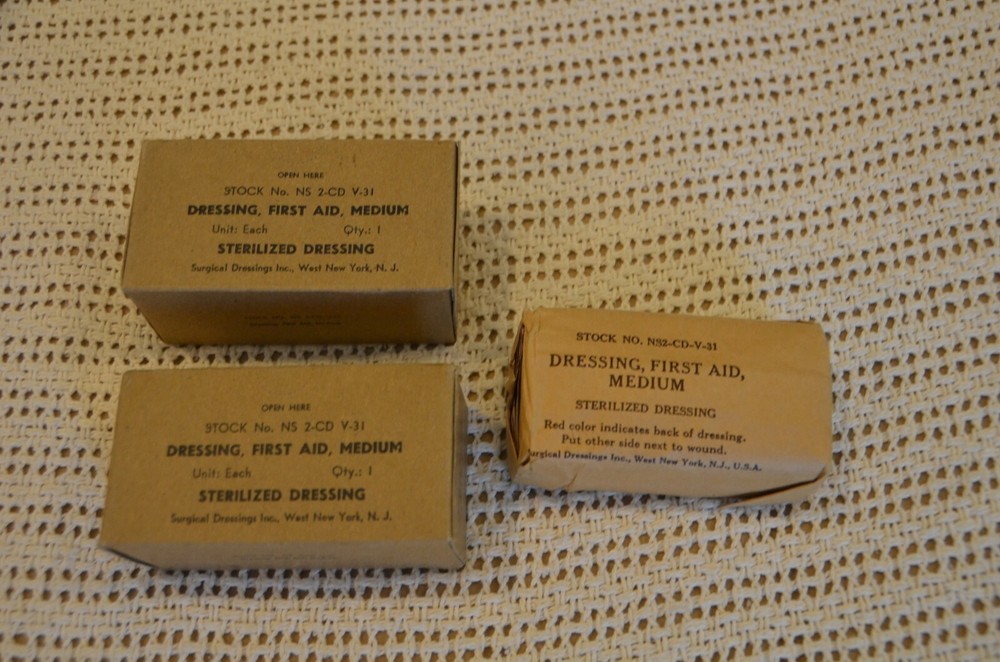 OPEN HERE
STOCK No. NS 2-CD V-31
DRESSING, FIRST AID, MEDIUM
Unit: Each Qty.: 1
STERILIZED DRESSING
Surgical Dressings Inc., West New York, N. J.
OPEN HERE
STOCK No. NS 2-CD V-31
DRESSING, FIRST AID, MEDIUM
Unit: Each Qty.: 1
STERILIZED DRESSING
Surgical Dressings Inc., West New York, N. J.
STOCK NO. NS2-CD-V-31
DRESSING, FIRST AID,
MEDIUM
STERILIZED DRESSING
Red color indicates back of dressing.
Put other side next to wound.
urgical Dressings Inc., West New York, N.J., U.S.A.